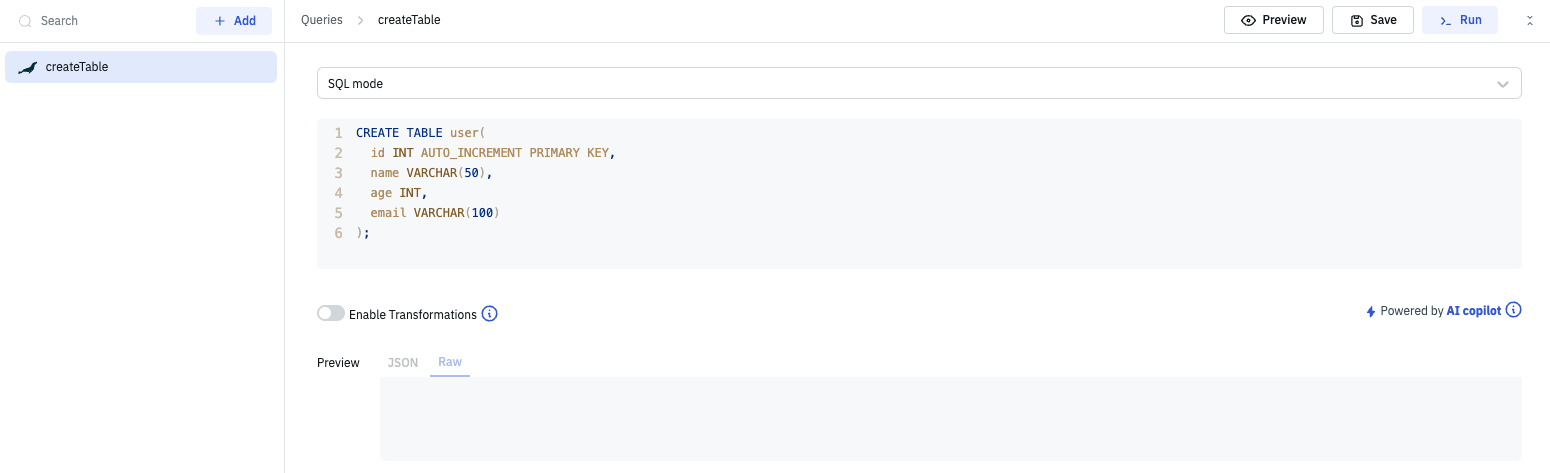 Search
Add
Queries
createTable
Preview
Save
Run
createTable
SQL mode
1 CREATE TABLE user(
2 id INT AUTO_INCREMENT PRIMARY KEY,
3 name VARCHAR(50),
4 age INT,
5 email VARCHAR(100)
6 );
Enable Transformations
Powered by AI copilot
Preview
JSON
Raw